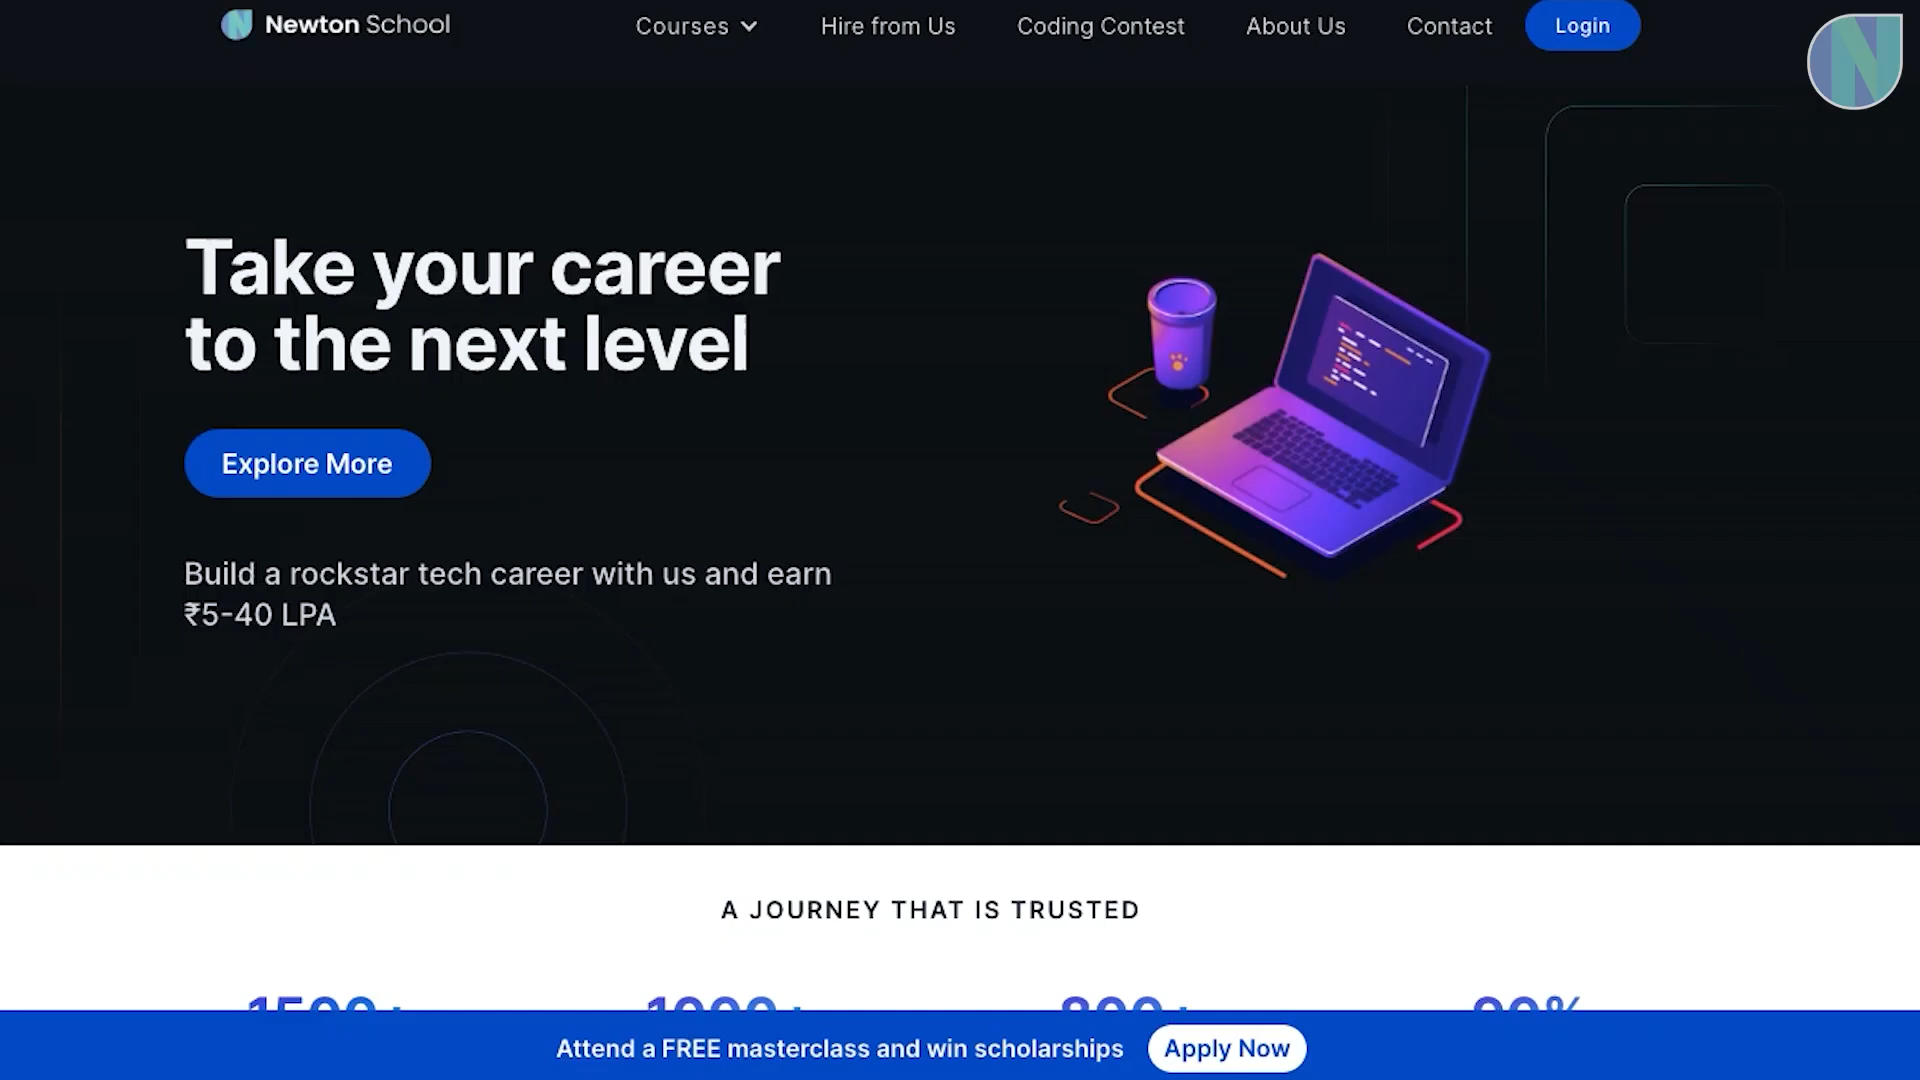 Newton School
Courses
Hire from Us
Coding Contest
About Us
Contact
Login
Take your career
to the next level
Explore More
Build a rockstar tech career with us and earn
₹5-40 LPA
A JOURNEY THAT IS TRUSTED
Attend a FREE masterclass and win scholarships
Apply Now